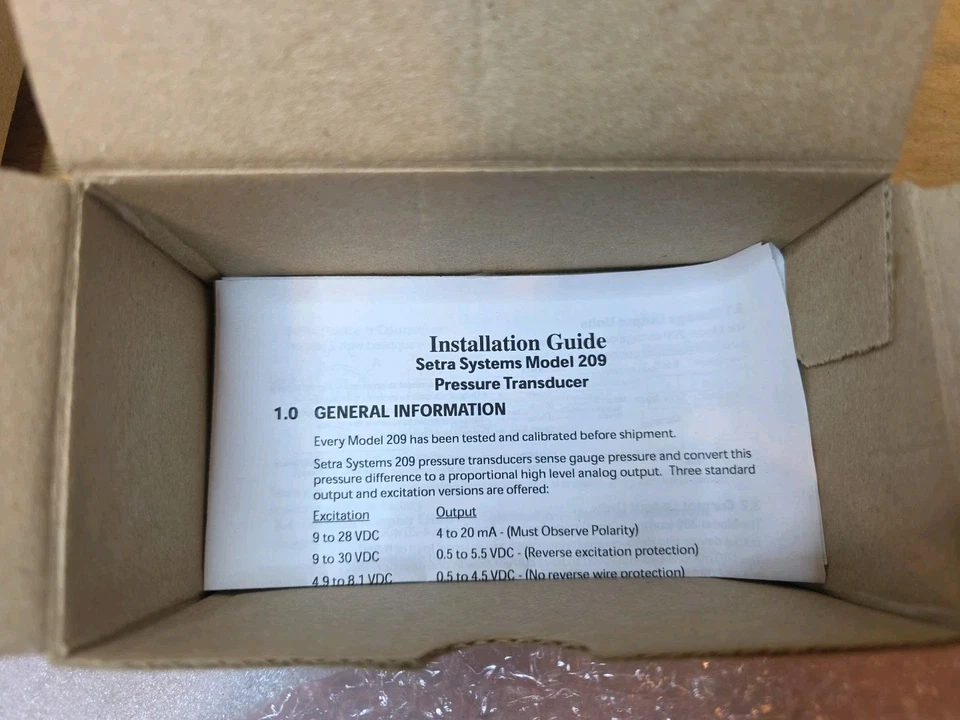 Installation Guide
Setra Systems Model 209
Pressure Transducer
1.0 GENERAL INFORMATION
Every Model 209 has been tested and calibrated before shipment.
Setra Systems 209 pressure transducers sense gauge pressure and convert this
pressure difference to a proportional high level analog output. Three standard
output and excitation versions are offered:
Excitation Output
9 to 28 VDC 4 to 20 mA - (Must Observe Polarity)
9 to 30 VDC 0.5 to 5.5 VDC - (Reverse excitation protection)
4.9 to 8.1 VDC 0.5 to 4.5 VDC - (No reverse wire protection)